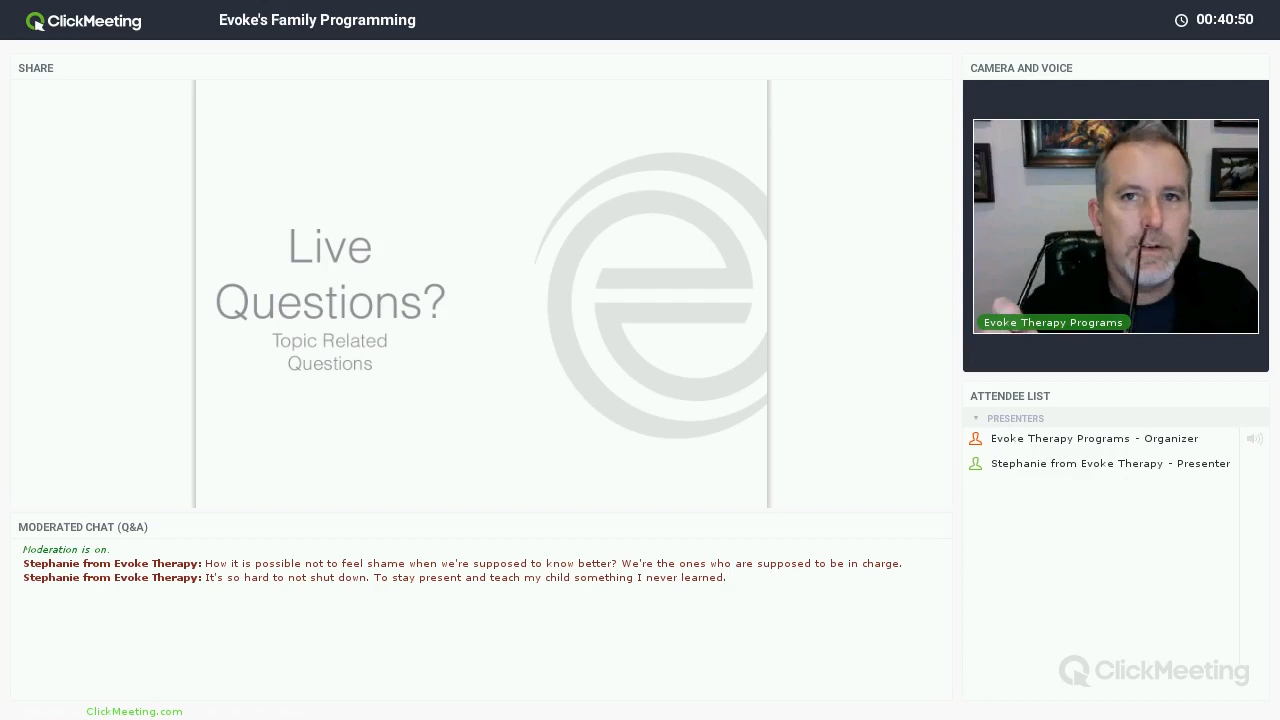 ClickMeeting
Evoke's Family Programming
00:40:50
SHARE
Live
Questions?
Topic Related
Questions
CAMERA AND VOICE
Evoke Therapy Programs
ATTENDEE LIST
PRESENTERS
Evoke Therapy Programs - Organizer
Stephanie from Evoke Therapy - Presenter
MODERATED CHAT (Q&A)
Moderation is on.
Stephanie from Evoke Therapy: How it is possible not to feel shame when we're supposed to know better? We're the ones who are supposed to be in charge.
Stephanie from Evoke Therapy: It's so hard to not shut down. To stay present and teach my child something I never learned.
ClickMeeting
ClickMeeting.com